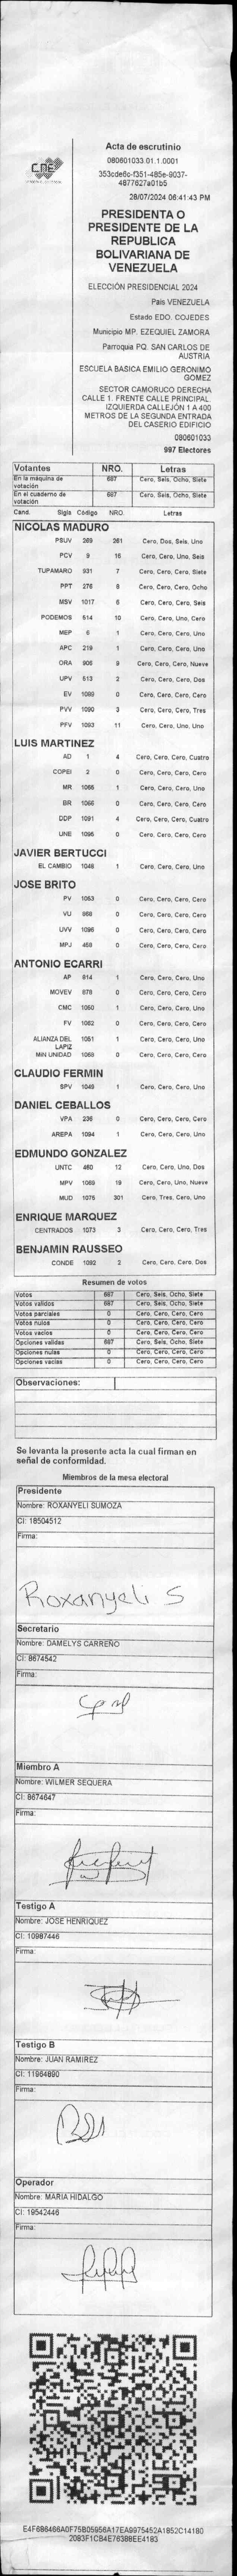 CNE
Acta de escrutinio
080601033.01.1.0001
353cde6c-f351-485e-9037-
4877627a01b5
28/07/2024 06:41:43 PM
PRESIDENTA O
PRESIDENTE DE LA
REPUBLICA
BOLIVARIANA DE
VENEZUELA
ELECCIÓN PRESIDENCIAL 2024
País VENEZUELA
Estado EDO. COJEDES
Municipio MP. EZEQUIEL ZAMORA
Parroquia PQ. SAN CARLOS DE
AUSTRIA
ESCUELA BASICA EMILIO GERONIMO
GOMEZ
SECTOR CAMORUCO DERECHA
CALLE 1. FRENTE CALLE PRINCIPAL.
IZQUIERDA CALLEJÓN 1 A 400
METROS DE LA SEGUNDA ENTRADA
DEL CASERIO EDIFICIO
080601033
997 Electores
Votantes NRO. Letras
En la máquina de votación 687 Cero, Seis, Ocho, Siete
En el cuaderno de votación 687 Cero, Seis, Ocho, Siete
Cand. Sigla Código NRO. Letras
NICOLAS MADURO
PSUV 269 261 Cero, Dos, Seis, Uno
PCV 9 16 Cero, Cero, Uno, Seis
TUPAMARO 931 7 Cero, Cero, Cero, Siete
PPT 276 8 Cero, Cero, Cero, Ocho
MSV 1017 6 Cero, Cero, Cero, Seis
PODEMOS 514 10 Cero, Cero, Uno, Cero
MEP 6 1 Cero, Cero, Cero, Uno
APC 219 1 Cero, Cero, Cero, Uno
ORA 906 9 Cero, Cero, Cero, Nueve
UPV 613 2 Cero, Cero, Cero, Dos
EV 1089 0 Cero, Cero, Cero, Cero
PVV 1090 3 Cero, Cero, Cero, Tres
PFV 1093 11 Cero, Cero, Uno, Uno
LUIS MARTINEZ
AD 1 4 Cero, Cero, Cero, Cuatro
COPEI 2 0 Cero, Cero, Cero, Cero
MR 1066 1 Cero, Cero, Cero, Uno
BR 1056 0 Cero, Cero, Cero, Cero
DDP 1091 4 Cero, Cero, Cero, Cuatro
UNE 1095 0 Cero, Cero, Cero, Cero
JAVIER BERTUCCI
EL CAMBIO 1048 1 Cero, Cero, Cero, Uno
JOSE BRITO
PV 1053 0 Cero, Cero, Cero, Cero
VU 868 0 Cero, Cero, Cero, Cero
UVV 1096 0 Cero, Cero, Cero, Cero
MPJ 458 0 Cero, Cero, Cero, Cero
ANTONIO ECARRI
AP 814 1 Cero, Cero, Cero, Uno
MOVEV 878 0 Cero, Cero, Cero, Cero
CMC 1050 1 Cero, Cero, Cero, Uno
FV 1052 0 Cero, Cero, Cero, Cero
ALIANZA DEL LAPIZ 1051 1 Cero, Cero, Cero, Uno
MIN UNIDAD 1058 0 Cero, Cero, Cero, Cero
CLAUDIO FERMIN
SPV 1049 1 Cero, Cero, Cero, Uno
DANIEL CEBALLOS
VPA 236 0 Cero, Cero, Cero, Cero
AREPA 1094 1 Cero, Cero, Cero, Uno
EDMUNDO GONZALEZ
UNTC 460 12 Cero, Cero, Uno, Dos
MPV 1069 19 Cero, Cero, Uno, Nueve
MUD 1075 301 Cero, Tres, Cero, Uno
ENRIQUE MARQUEZ
CENTRADOS 1073 3 Cero, Cero, Cero, Tres
BENJAMIN RAUSSEO
CONDE 1092 2 Cero, Cero, Cero, Dos
Resumen de votos
Votos 687 Cero, Seis, Ocho, Siete
Votos validos 687 Cero, Seis, Ocho, Siete
Votos parciales 0 Cero, Cero, Cero, Cero
Votos nulos 0 Cero, Cero, Cero, Cero
Votos vacios 0 Cero, Cero, Cero, Cero
Opciones validas 687 Cero, Seis, Ocho, Siete
Opciones nulas 0 Cero, Cero, Cero, Cero
Opciones vacias 0 Cero, Cero, Cero, Cero
Observaciones:
Se levanta la presente acta la cual firman en
señal de conformidad.
Miembros de la mesa electoral
Presidente
Nombre: ROXANYELI SUMOZA
CI: 18504512
Firma:
Roxanyeli S
Secretario
Nombre: DAMELYS CARREÑO
CI: 8674542
Firma:
Miembro A
Nombre: WILMER SEQUERA
CI: 8674647
Firma:
Testigo A
Nombre: JOSE HENRIQUEZ
CI: 10987446
Firma:
Testigo B
Nombre: JUAN RAMIREZ
CI: 11964890
Firma:
Operador
Nombre: MARIA HIDALGO
CI: 19542446
Firma:
E4F686466A0F75B05956A17EA9975452A1852C14180
2083F1CB4E76388EE4183